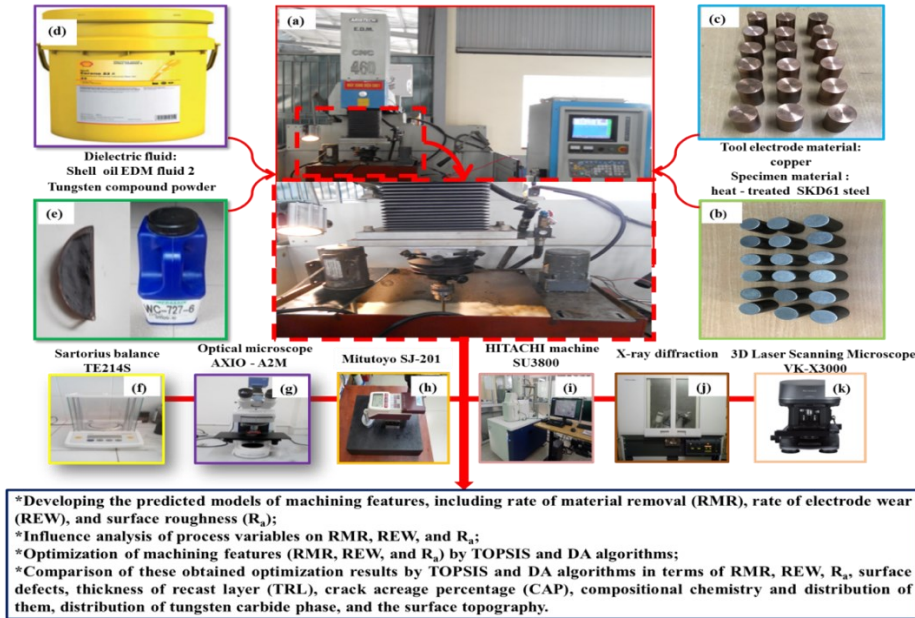 (d)
(a)
ARISTECH
CNC
460
(c)
Dielectric fluid:
Shell oil EDM fluid 2
Tungsten compound powder
Tool electrode material:
copper
Specimen material :
heat - treated SKD61 steel
(e)
NC-727-6
(b)
Sartorius balance
TE214S
Optical microscope
AXIO - A2M
Mitutoyo SJ-201
HITACHI machine
SU3800
X-ray diffraction
3D Laser Scanning Microscope
VK-X3000
(f)
(g)
(h)
(i)
(j)
(k)
*Developing the predicted models of machining features, including rate of material removal (RMR), rate of electrode wear
(REW), and surface roughness (Ra);
*Influence analysis of process variables on RMR, REW, and Ra;
*Optimization of machining features (RMR, REW, and Ra) by TOPSIS and DA algorithms;
*Comparison of these obtained optimization results by TOPSIS and DA algorithms in terms of RMR, REW, Ra, surface
defects, thickness of recast layer (TRL), crack acreage percentage (CAP), compositional chemistry and distribution of
them, distribution of tungsten carbide phase, and the surface topography.